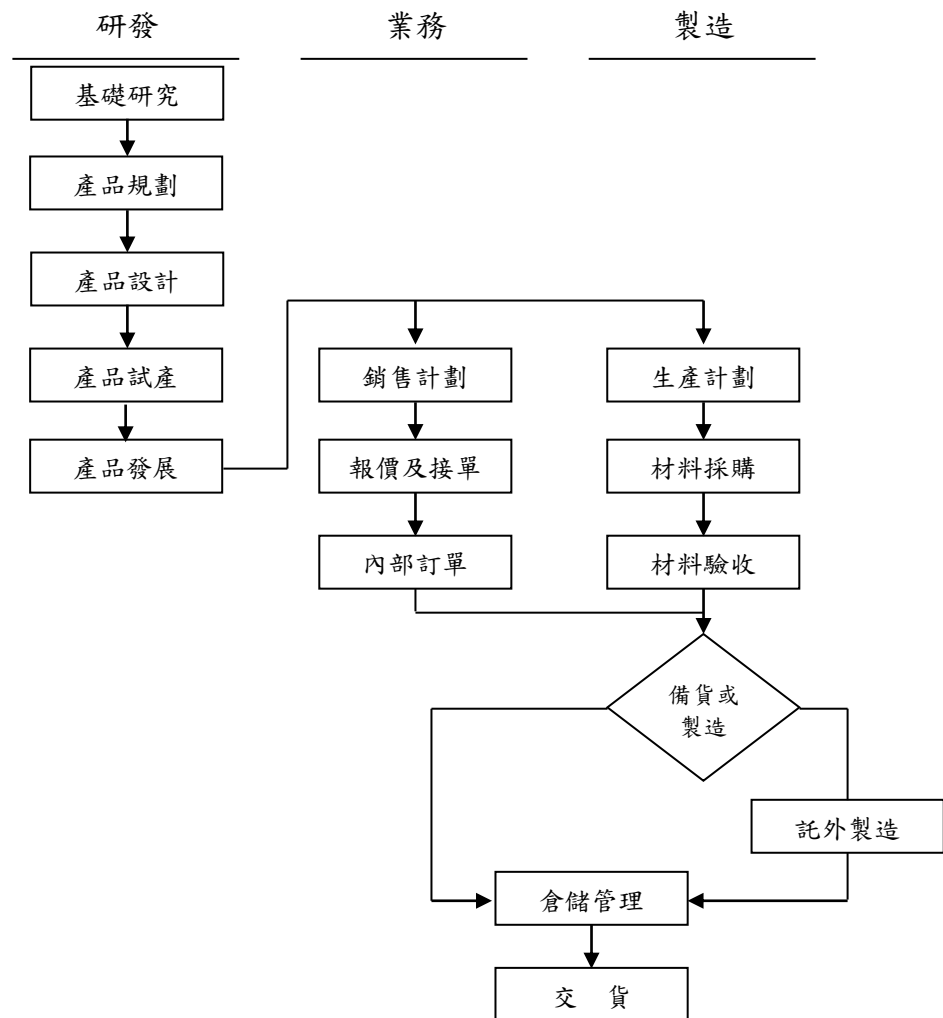 研發
業務
製造
基礎研究
產品規劃
產品設計
產品試產
產品發展
銷售計劃
報價及接單
內部訂單
生產計劃
材料採購
材料驗收
備貨或
製造
託外製造
倉儲管理
交 貨